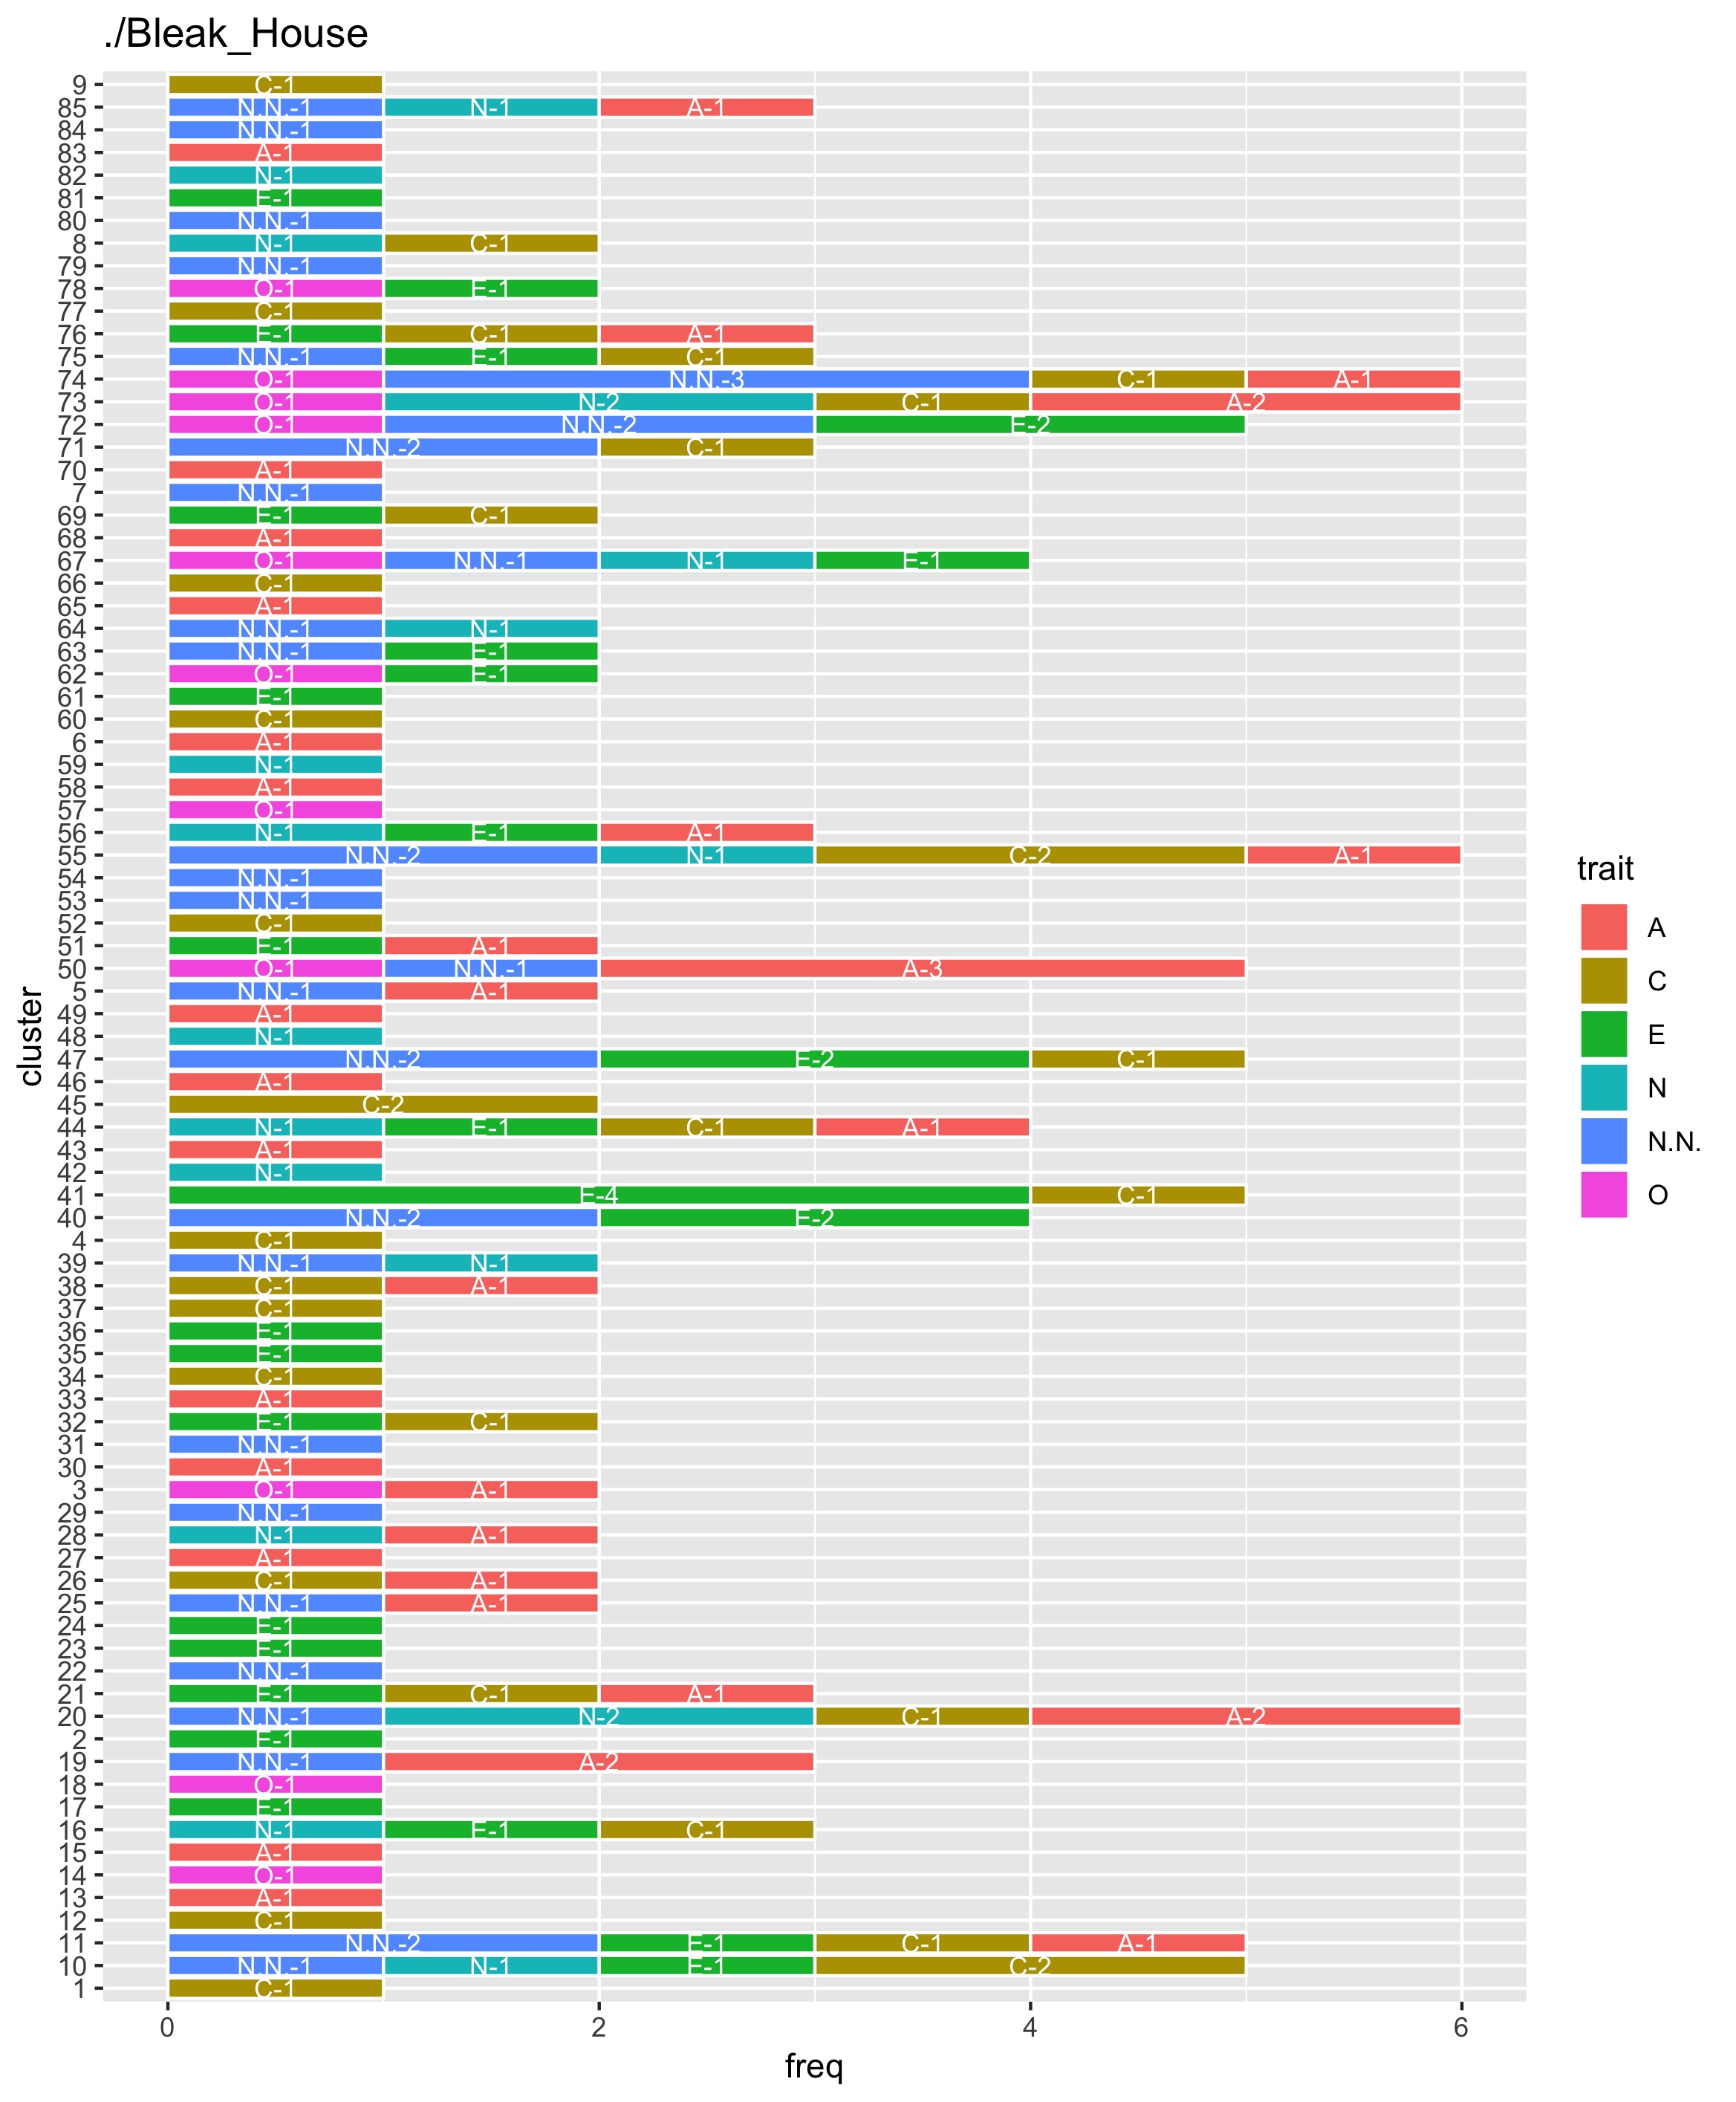 ./Bleak_House
9 C-1
85 N.N.-1 N-1 A-1
84 N.N.-1
83 A-1
82 N-1
81 E-1
80 N.N.-1
8 N-1 C-1
79 N.N.-1
78 O-1 E-1
77 C-1
76 E-1 C-1 A-1
75 N.N.-1 E-1 C-1
74 O-1 N.N.-3 C-1 A-1
73 O-1 N-2 C-1 A-2
72 O-1 N.N.-2 E-2
71 N.N.-2 C-1
70 A-1
7 N.N.-1
69 E-1 C-1
68 A-1
67 O-1 N.N.-1 N-1 E-1
66 C-1
65 A-1
64 N.N.-1 N-1
63 N.N.-1 E-1
62 O-1 E-1
61 E-1
60 C-1
6 A-1
59 N-1
58 A-1
57 O-1
56 N-1 E-1 A-1
55 N.N.-2 N-1 C-2 A-1
54 N.N.-1
53 N.N.-1
52 C-1
51 E-1 A-1
50 O-1 N.N.-1 A-3
5 N.N.-1 A-1
49 A-1
48 N-1
47 N.N.-2 E-2 C-1
46 A-1
45 C-2
44 N-1 E-1 C-1 A-1
43 A-1
42 N-1
41 E-4 C-1
40 N.N.-2 E-2
4 C-1
39 N.N.-1 N-1
38 C-1 A-1
37 C-1
36 E-1
35 E-1
34 C-1
33 A-1
32 E-1 C-1
31 N.N.-1
30 A-1
3 O-1 A-1
29 N.N.-1
28 N-1 A-1
27 A-1
26 C-1 A-1
25 N.N.-1 A-1
24 E-1
23 E-1
22 N.N.-1
21 E-1 C-1 A-1
20 N.N.-1 N-2 C-1 A-2
2 E-1
19 N.N.-1 A-2
18 O-1
17 E-1
16 N-1 E-1 C-1
15 A-1
14 O-1
13 A-1
12 C-1
11 N.N.-2 E-1 C-1 A-1
10 N.N.-1 N-1 E-1 C-2
1 C-1
0 2 4 6
freq
cluster
trait
A
C
E
N
N.N.
O